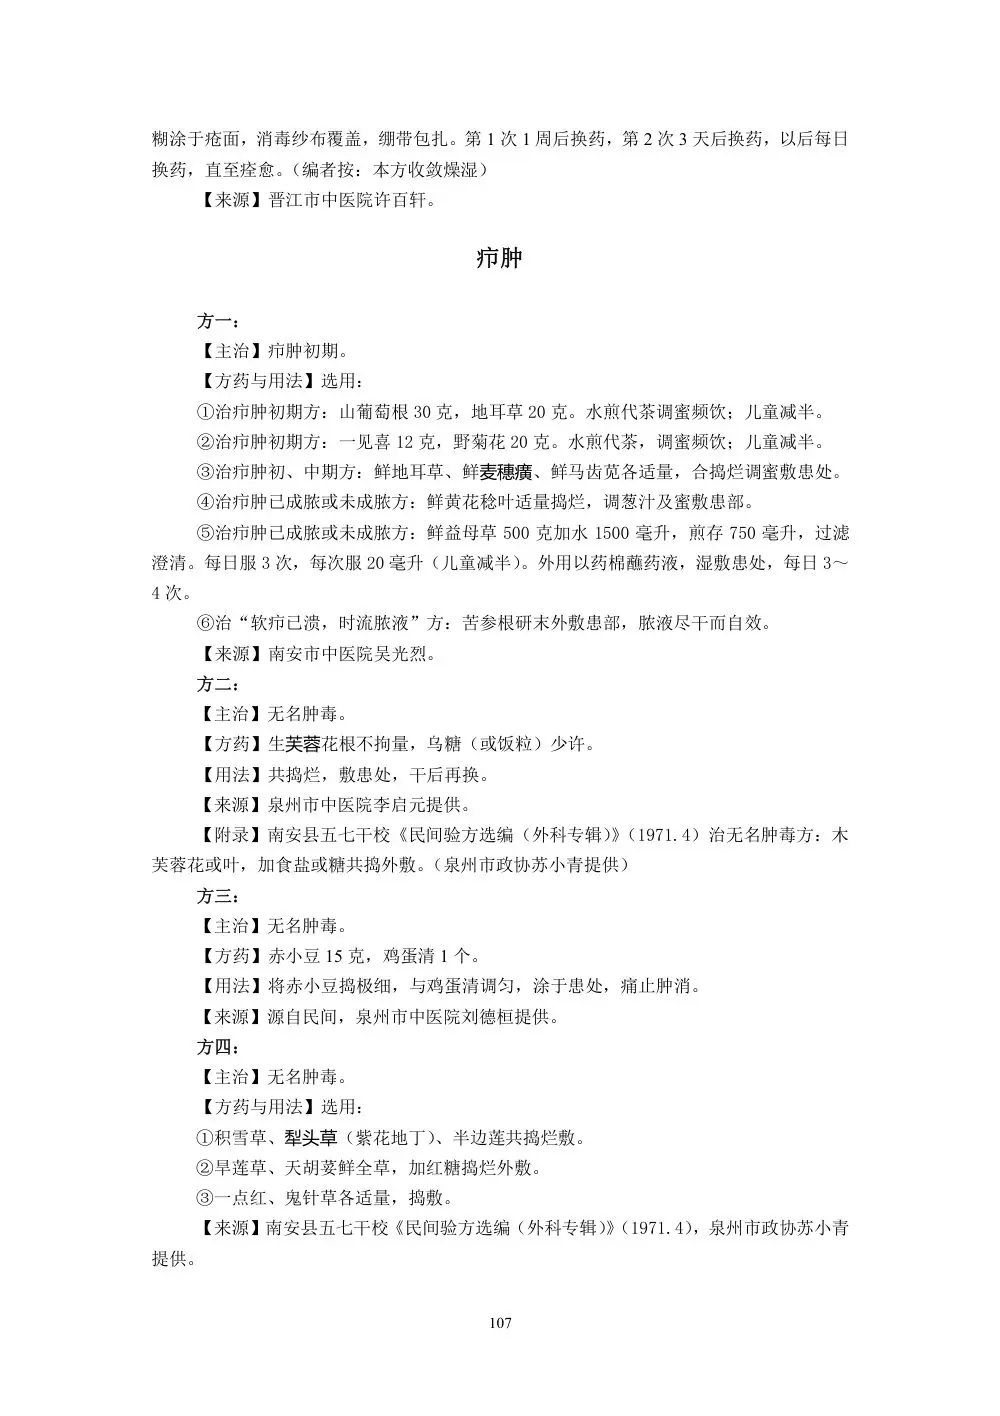 糊涂于疮面，消毒纱布覆盖，绷带包扎。第 1 次 1 周后换药，第 2 次 3 天后换药，以后每日
换药，直至痊愈。（编者按：本方收敛燥湿）
【来源】晋江市中医院许百轩。
疖肿
方一：
【主治】疖肿初期。
【方药与用法】选用：
①治疖肿初期方：山葡萄根 30 克，地耳草 20 克。水煎代茶调蜜频饮；儿童减半。
②治疖肿初期方：一见喜 12 克，野菊花 20 克。水煎代茶，调蜜频饮；儿童减半。
③治疖肿初、中期方：鲜地耳草、鲜麦穗癀、鲜马齿苋各适量，合捣烂调蜜敷患处。
④治疖肿已成脓或未成脓方：鲜黄花稔叶适量捣烂，调葱汁及蜜敷患部。
⑤治疖肿已成脓或未成脓方：鲜益母草 500 克加水 1500 毫升，煎存 750 毫升，过滤
澄清。每日服 3 次，每次服 20 毫升（儿童减半）。外用以药棉蘸药液，湿敷患处，每日 3～
4 次。
⑥治“软疖已溃，时流脓液”方：苦参根研末外敷患部，脓液尽干而自效。
【来源】南安市中医院吴光烈。
方二：
【主治】无名肿毒。
【方药】生芙蓉花根不拘量，乌糖（或饭粒）少许。
【用法】共捣烂，敷患处，干后再换。
【来源】泉州市中医院李启元提供。
【附录】南安县五七干校《民间验方选编（外科专辑）》（1971.4）治无名肿毒方：木
芙蓉花或叶，加食盐或糖共捣外敷。（泉州市政协苏小青提供）
方三：
【主治】无名肿毒。
【方药】赤小豆 15 克，鸡蛋清 1 个。
【用法】将赤小豆捣极细，与鸡蛋清调匀，涂于患处，痛止肿消。
【来源】源自民间，泉州市中医院刘德桓提供。
方四：
【主治】无名肿毒。
【方药与用法】选用：
①积雪草、犁头草（紫花地丁）、半边莲共捣烂敷。
②旱莲草、天胡荽鲜全草，加红糖捣烂外敷。
③一点红、鬼针草各适量，捣敷。
【来源】南安县五七干校《民间验方选编（外科专辑）》（1971.4），泉州市政协苏小青
提供。
107